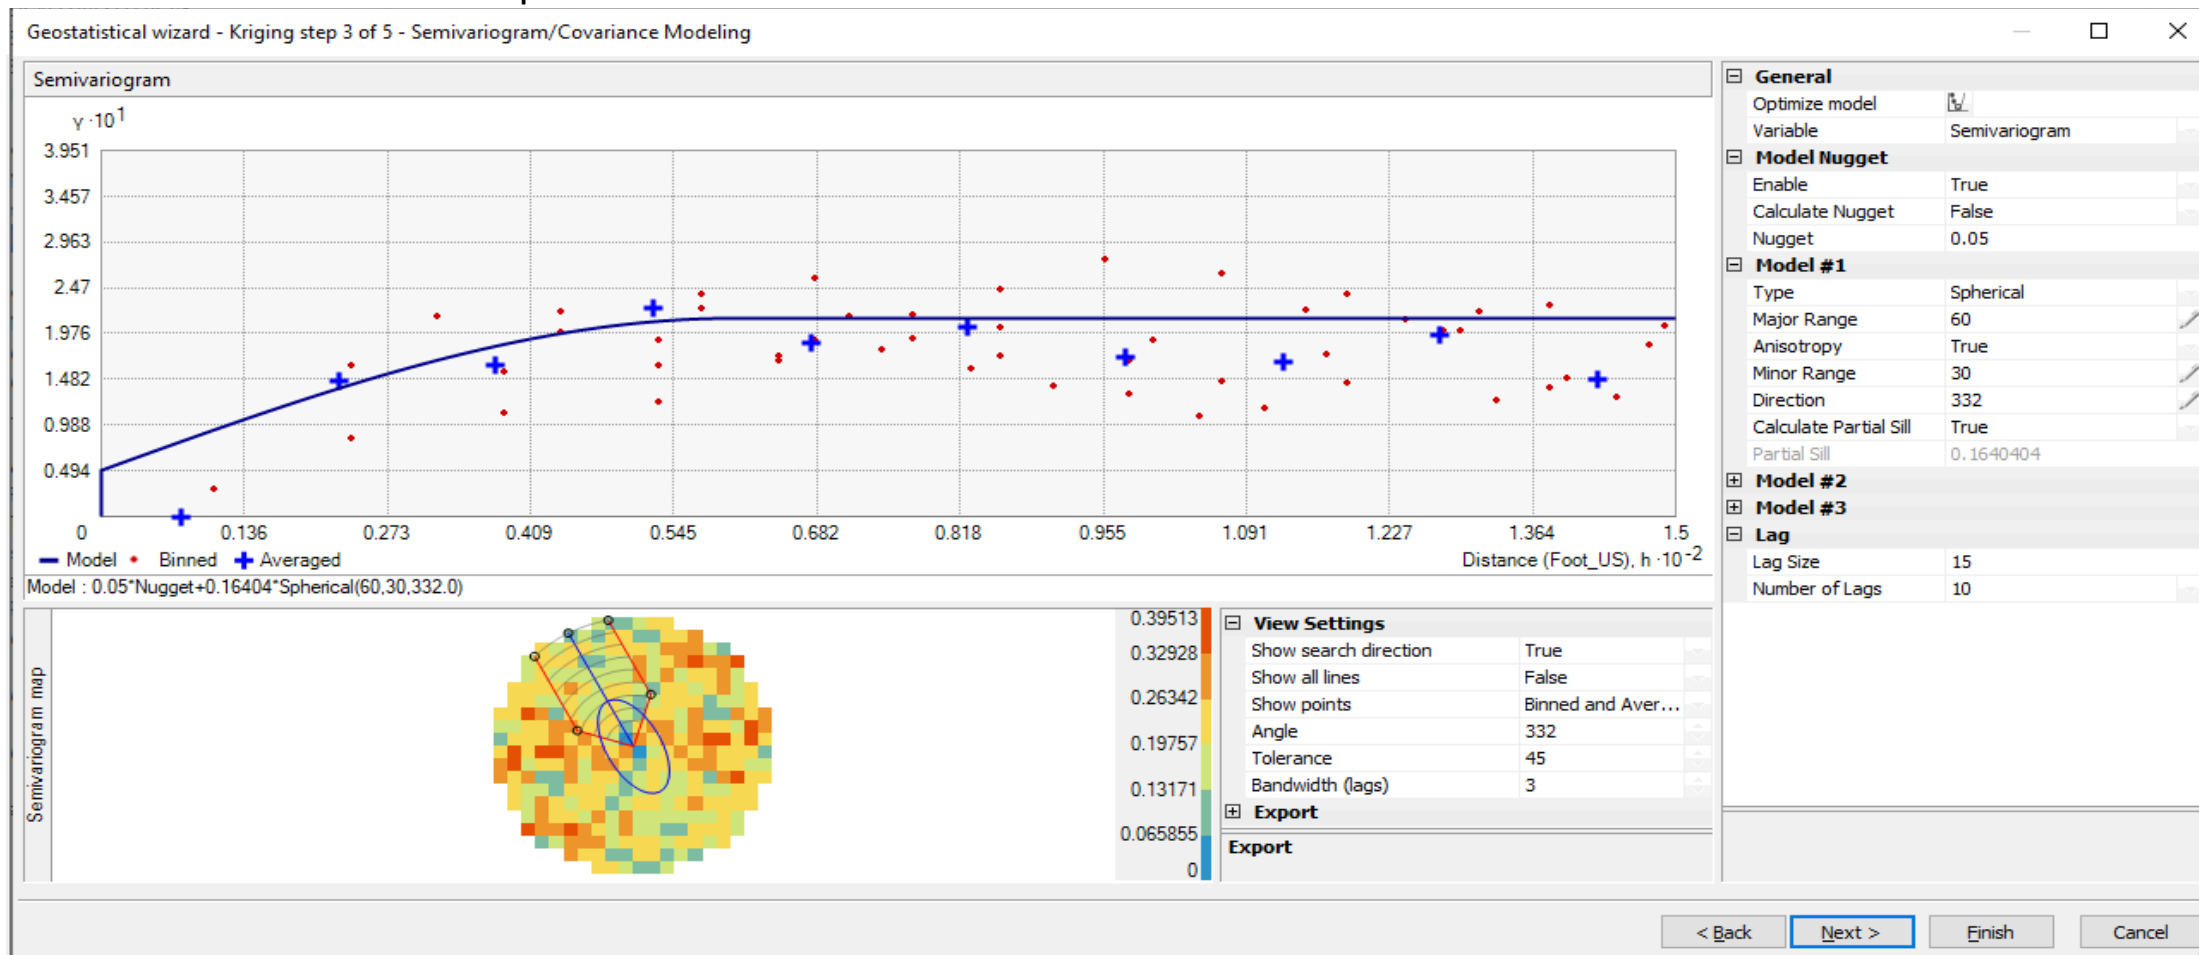 Geostatistical wizard - Kriging step 3 of 5 - Semivariogram/Covariance Modeling
Semivariogram
γ ·10¹
3.951
3.457
2.963
2.47
1.976
1.482
0.988
0.494
0 0.136 0.273 0.409 0.545 0.682 0.818 0.955 1.091 1.227 1.364 1.5
Model Binned Averaged
Distance (Foot_US), h ·10⁻²
Model : 0.05*Nugget+0.16404*Spherical(60,30,332.0)
General
Optimize model
Variable Semivariogram
Model Nugget
Enable True
Calculate Nugget False
Nugget 0.05
Model #1
Type Spherical
Major Range 60
Anisotropy True
Minor Range 30
Direction 332
Calculate Partial Sill True
Partial Sill 0.1640404
Model #2
Model #3
Lag
Lag Size 15
Number of Lags 10
Semivariogram map
0.39513
0.32928
0.26342
0.19757
0.13171
0.065855
0
View Settings
Show search direction True
Show all lines False
Show points Binned and Aver...
Angle 332
Tolerance 45
Bandwidth (lags) 3
Export
Export
< Back
Next >
Finish
Cancel